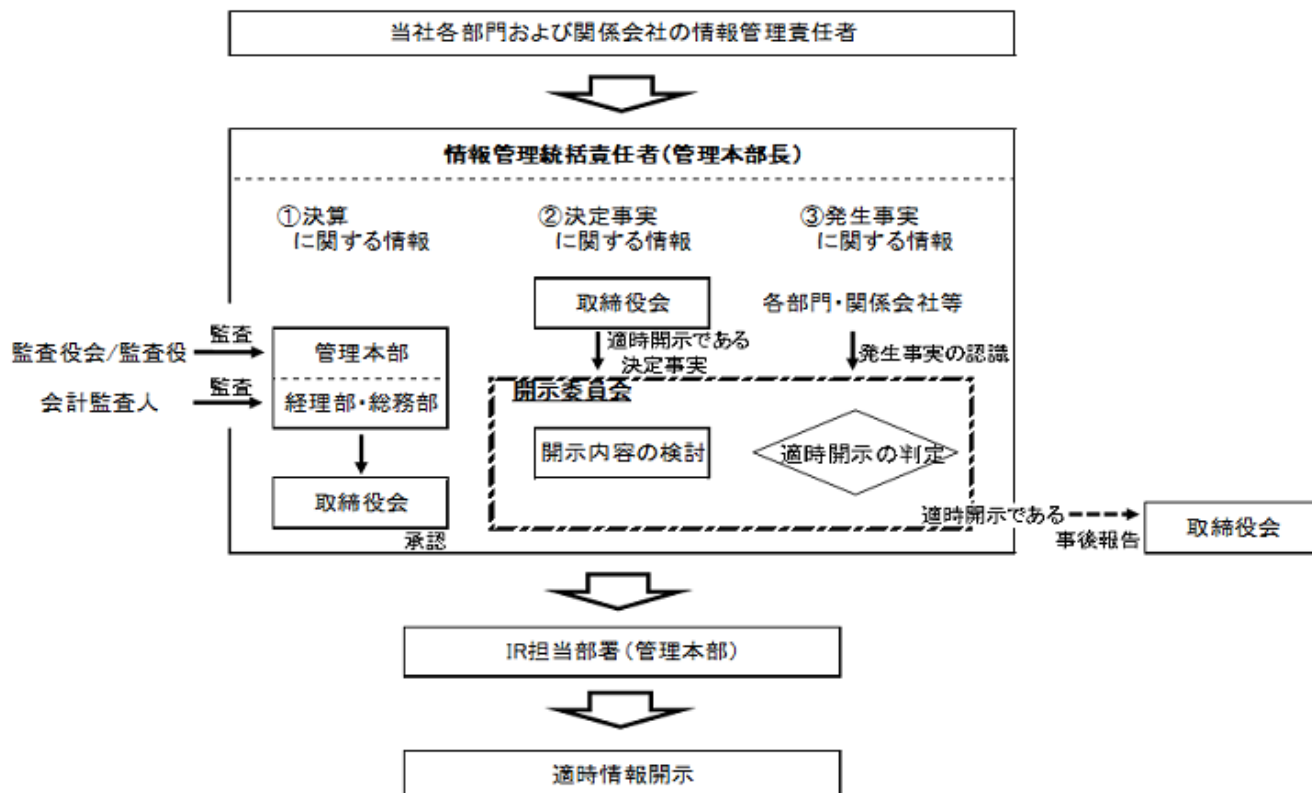 当社各部門および関係会社の情報管理責任者
情報管理統括責任者(管理本部長)
①決算
に関する情報
②決定事実
に関する情報
③発生事実
に関する情報
取締役会
各部門・関係会社等
監査
適時開示である
決定事実
発生事実の認識
監査役会/監査役
管理本部
監査
会計監査人
経理部・総務部
開示委員会
開示内容の検討
適時開示の判定
取締役会
承認
適時開示である
事後報告
取締役会
IR担当部署(管理本部)
適時情報開示